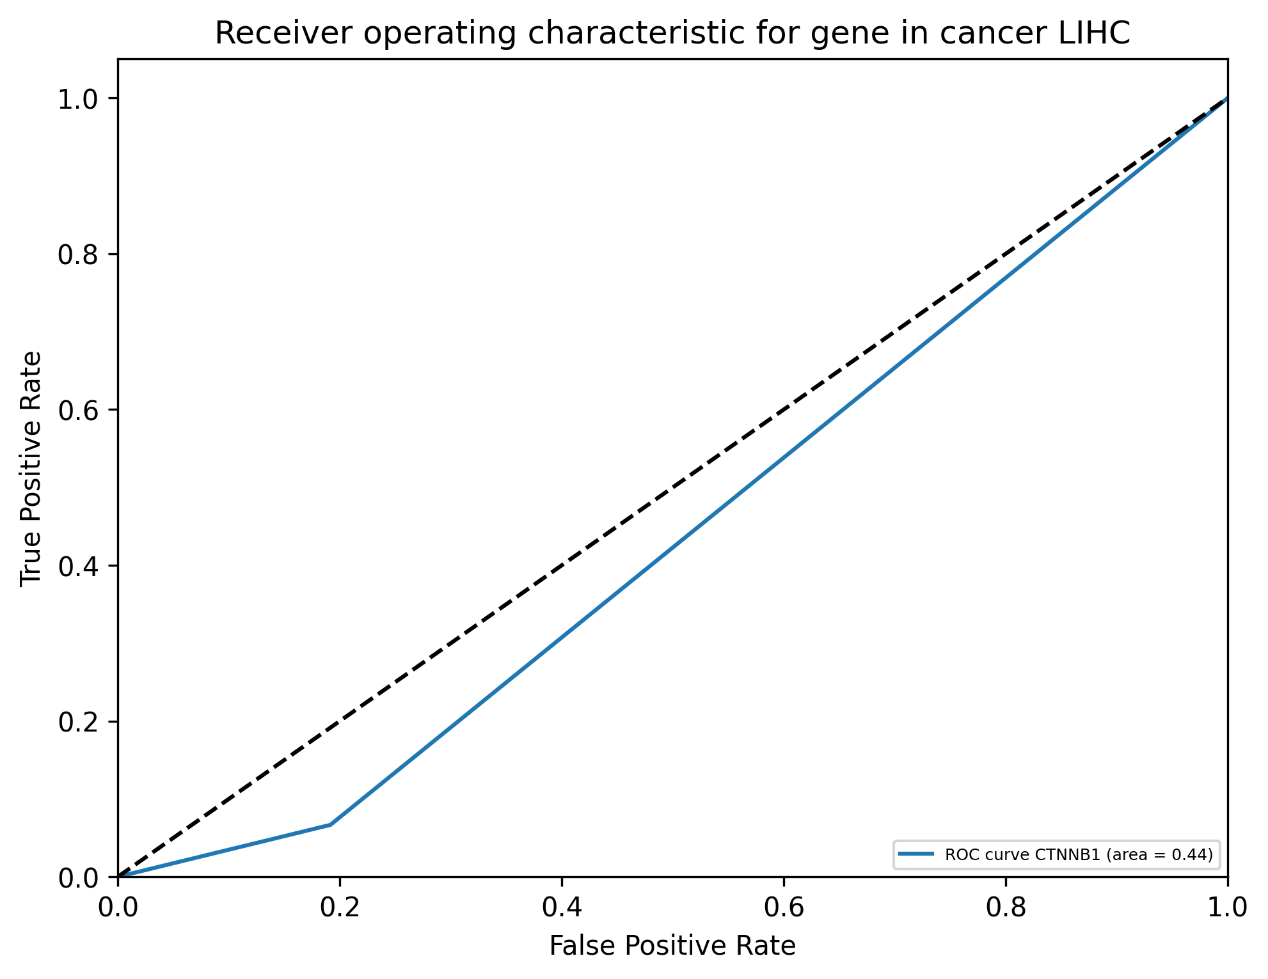 Receiver operating characteristic for gene in cancer LIHC
1.0
0.8
0.6
0.4
0.2
0.0
True Positive Rate
ROC curve CTNNB1 (area = 0.44)
0.0 0.2 0.4 0.6 0.8 1.0
False Positive Rate